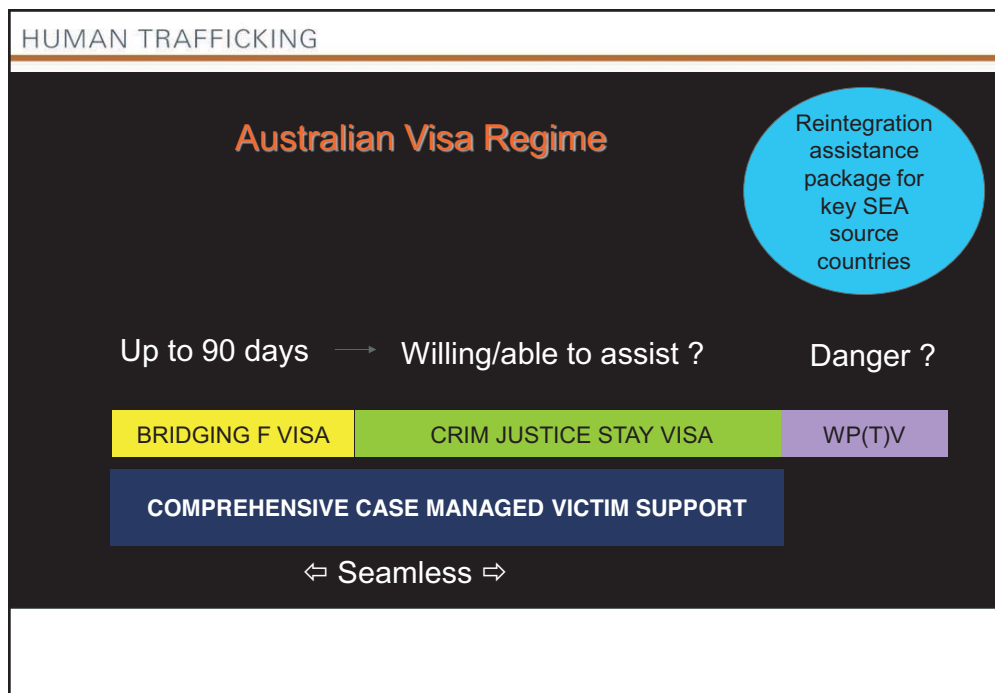 HUMAN TRAFFICKING
Australian Visa Regime
Reintegration
assistance
package for
key SEA
source
countries
Up to 90 days → Willing/able to assist ? Danger ?
BRIDGING F VISA CRIM JUSTICE STAY VISA WP(T)V
COMPREHENSIVE CASE MANAGED VICTIM SUPPORT
⇦ Seamless ⇨